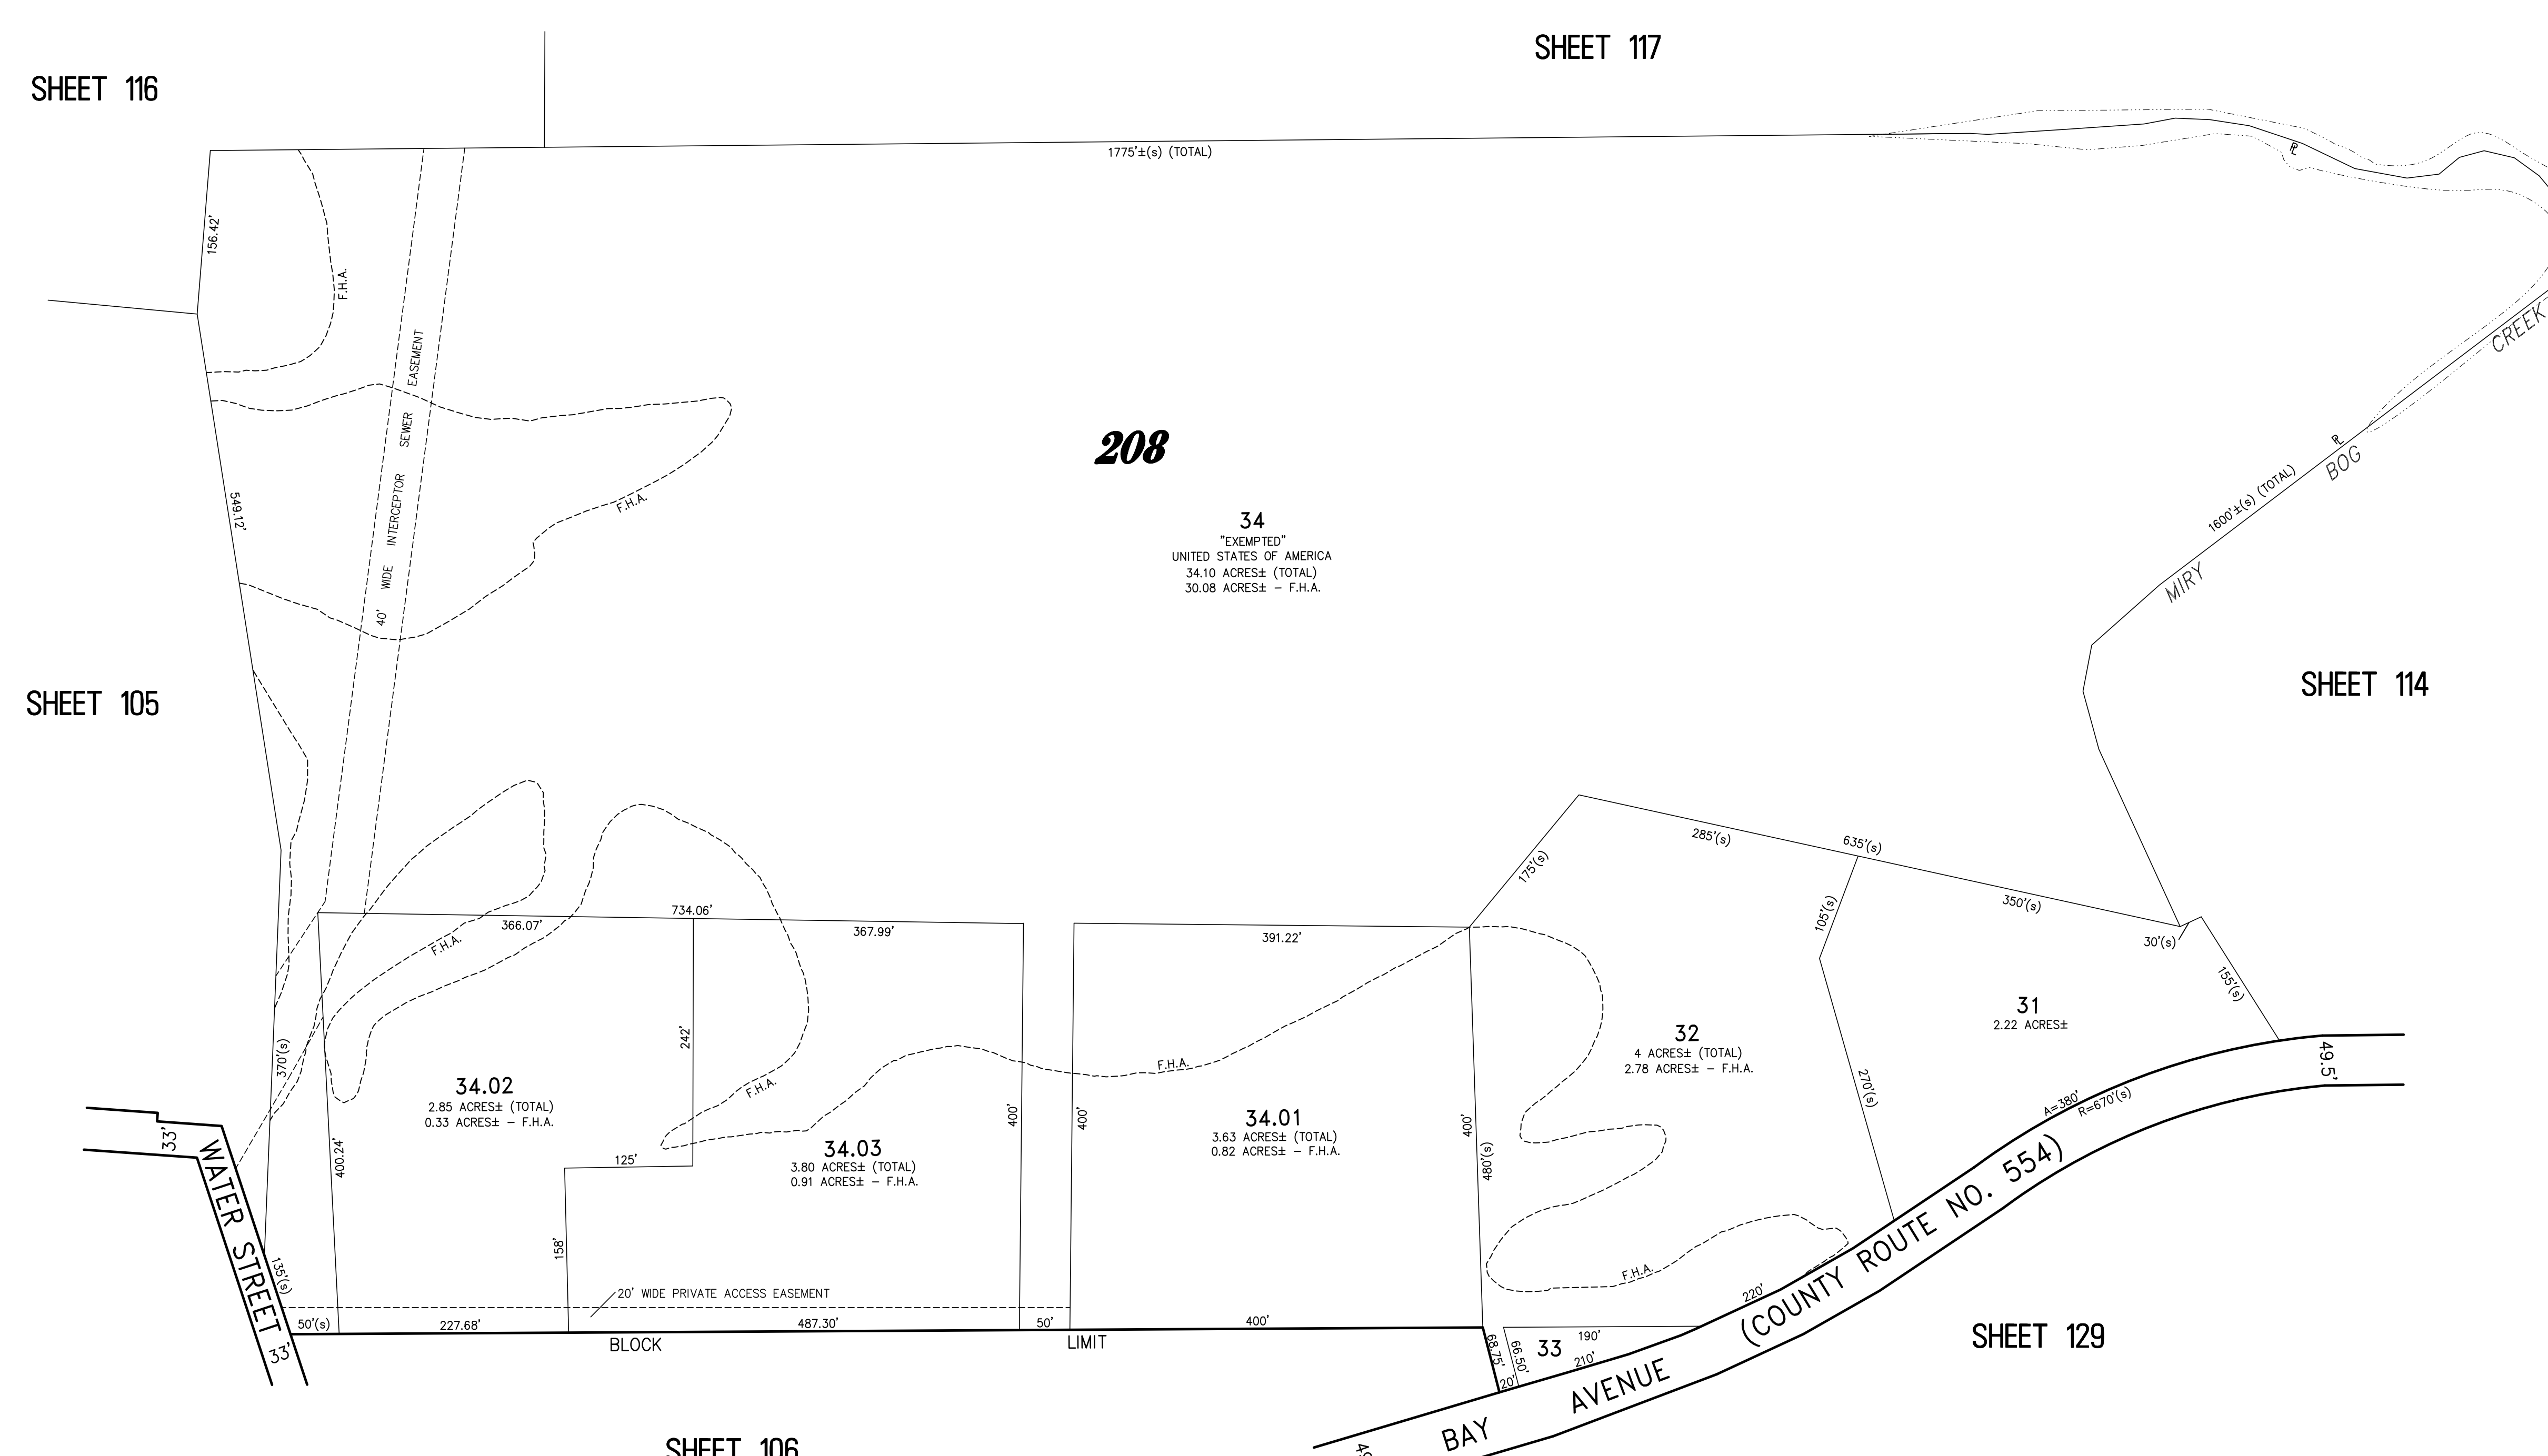 SHEET 117
SHEET 116
1775'±(s) (TOTAL)
℄
156.42'
F.H.A.
CREEK
EASEMENT
SEWER
INTERCEPTOR
WIDE
40'
208
℄
BOG
1600'±(s) (TOTAL)
MIRY
549.12'
F.H.A.
34
"EXEMPTED"
UNITED STATES OF AMERICA
34.10 ACRES± (TOTAL)
30.08 ACRES± – F.H.A.
SHEET 105
SHEET 114
285'(s)
635'(s)
175'(s)
350'(s)
105'(s)
30'(s)
155'(s)
734.06'
366.07'
367.99'
391.22'
F.H.A.
31
2.22 ACRES±
32
4 ACRES± (TOTAL)
2.78 ACRES± – F.H.A.
242'
370'(s)
F.H.A.
F.H.A.
270'(s)
49.5'
A=380'
R=670'(s)
34.02
2.85 ACRES± (TOTAL)
0.33 ACRES± – F.H.A.
400'
400'
34.01
3.63 ACRES± (TOTAL)
0.82 ACRES± – F.H.A.
400'
480'(s)
33'
WATER STREET
33'
400.24'
125'
34.03
3.80 ACRES± (TOTAL)
0.91 ACRES± – F.H.A.
158'
135'(s)
20' WIDE PRIVATE ACCESS EASEMENT
F.H.A.
220'
50'(s)
227.68'
487.30'
50'
400'
BLOCK
LIMIT
68.75'
66.50'
33
190'
210'
20'
BAY AVENUE (COUNTY ROUTE NO. 554)
SHEET 129
SHEET 106